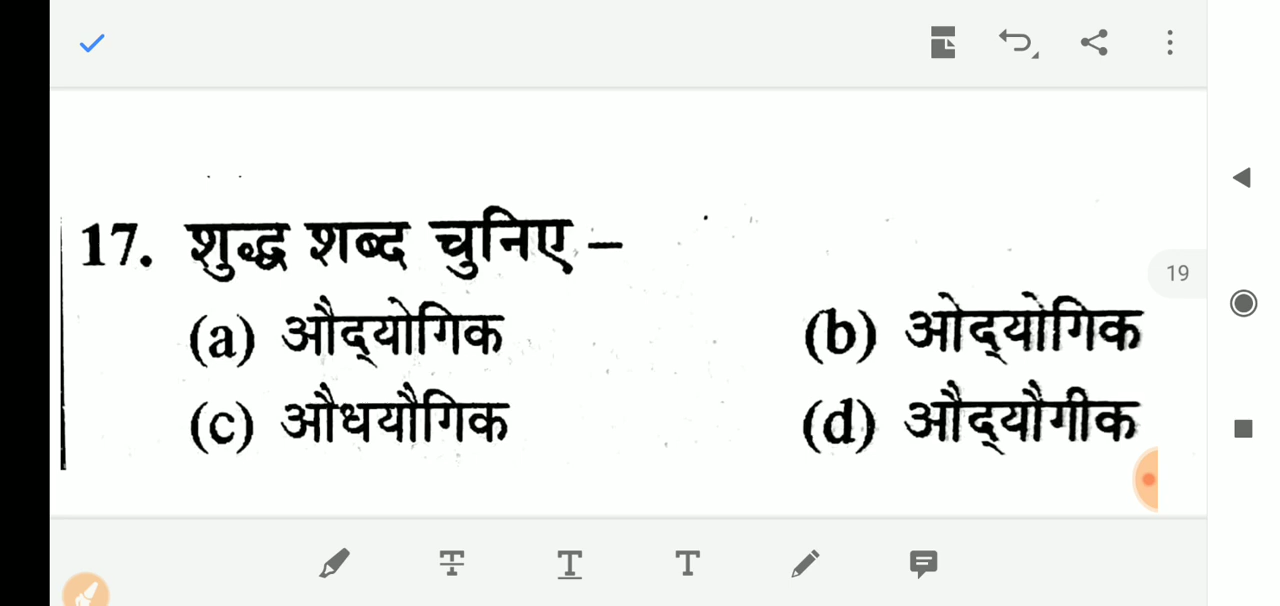 17. शुद्ध शब्द चुनिए –
19
(a) औद्योगिक (b) ओद्योगिक
(c) औधयौगिक (d) औद्यौगीक